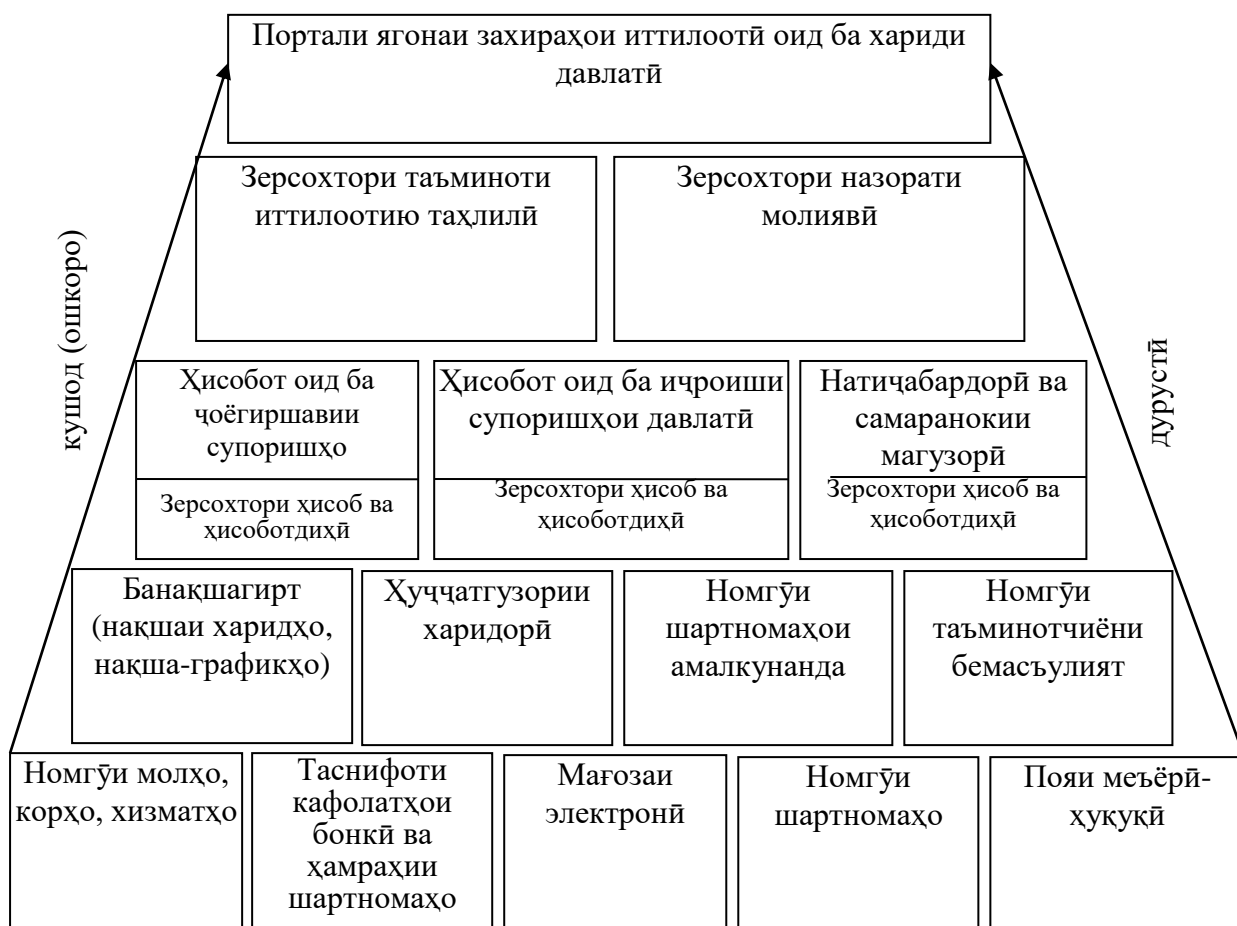 Портали ягонаи захираҳои иттилоотӣ оид ба хариди
давлатӣ
Зерсохтори таъминоти
иттилоотию таҳлилӣ
Зерсохтори назорати
молиявӣ
кушод (ошкоро)
дурустӣ
Ҳисобот оид ба
ҷоёгиршавии
супоришҳо
Зерсохтори ҳисоб ва
ҳисоботдиҳӣ
Ҳисобот оид ба иҷроиши
супоришҳои давлатӣ
Зерсохтори ҳисоб ва
ҳисоботдиҳӣ
Натиҷабардорӣ ва
самаранокии
магузорӣ
Зерсохтори ҳисоб ва
ҳисоботдиҳӣ
Банақшагирт
(нақшаи харидҳо,
нақша-графикҳо)
Ҳуҷҷатгузории
харидорӣ
Номгӯи
шартномаҳои
амалкунанда
Номгӯи
таъминотчиёни
бемасъулият
Номгӯи молҳо,
корҳо, хизматҳо
Таснифоти
кафолатҳои
бонкӣ ва
ҳамраҳии
шартномаҳо
Мағозаи
электронӣ
Номгӯи
шартномаҳо
Пояи меъёрӣ-
ҳуқуқӣ